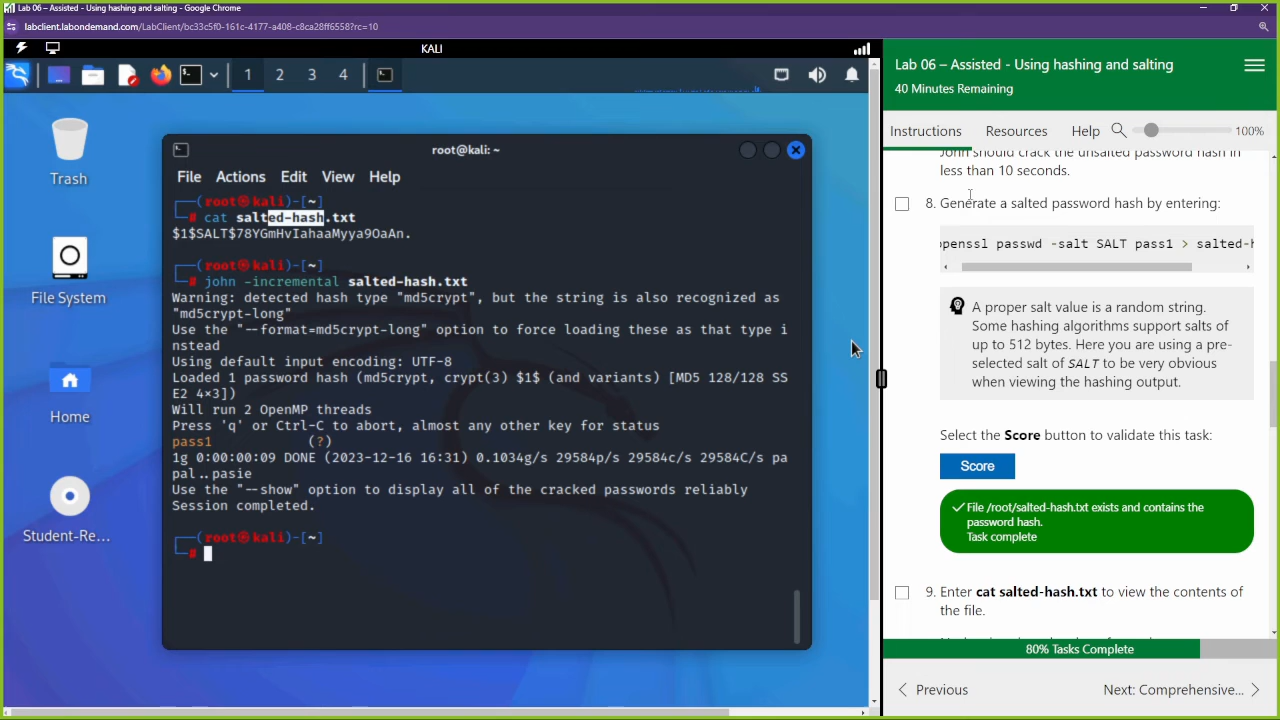 Lab 06 – Assisted - Using hashing and salting - Google Chrome
labclient.labondemand.com/LabClient/bc33c5f0-161c-4177-a408-c8ca28ff6558?rc=10
KALI
1 2 3 4
Trash
File System
Home
Student-Re...
root@kali: ~
File Actions Edit View Help
┌──(root㉿kali)-[~]
└─# cat salted-hash.txt
$1$SALT$78YGmHvIahaaMyya9OaAn.
┌──(root㉿kali)-[~]
└─# john -incremental salted-hash.txt
Warning: detected hash type "md5crypt", but the string is also recognized as
"md5crypt-long"
Use the "--format=md5crypt-long" option to force loading these as that type i
nstead
Using default input encoding: UTF-8
Loaded 1 password hash (md5crypt, crypt(3) $1$ (and variants) [MD5 128/128 SS
E2 4×3])
Will run 2 OpenMP threads
Press 'q' or Ctrl-C to abort, almost any other key for status
pass1 (?)
1g 0:00:00:09 DONE (2023-12-16 16:31) 0.1034g/s 29584p/s 29584c/s 29584C/s pa
pal..pasie
Use the "--show" option to display all of the cracked passwords reliably
Session completed.
┌──(root㉿kali)-[~]
└─#
Lab 06 – Assisted - Using hashing and salting
40 Minutes Remaining
Instructions Resources Help 100%
John should crack the unsalted password hash in
less than 10 seconds.
8. Generate a salted password hash by entering:
openssl passwd -salt SALT pass1 > salted-h
A proper salt value is a random string.
Some hashing algorithms support salts of
up to 512 bytes. Here you are using a pre-
selected salt of SALT to be very obvious
when viewing the hashing output.
Select the Score button to validate this task:
Score
File /root/salted-hash.txt exists and contains the
password hash.
Task complete
9. Enter cat salted-hash.txt to view the contents of
the file.
80% Tasks Complete
Previous
Next: Comprehensive...